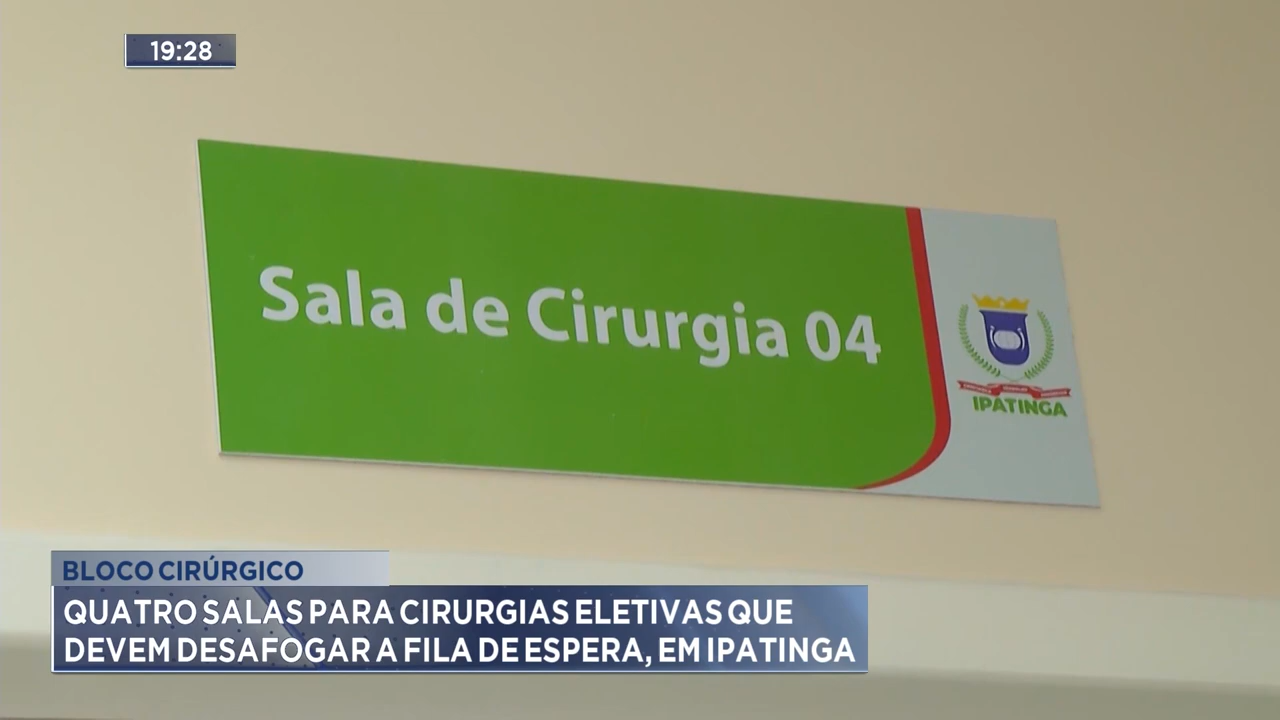 19:28
Sala de Cirurgia 04
IPATINGA
BLOCO CIRÚRGICO
QUATRO SALAS PARA CIRURGIAS ELETIVAS QUE
DEVEM DESAFOGAR A FILA DE ESPERA, EM IPATINGA